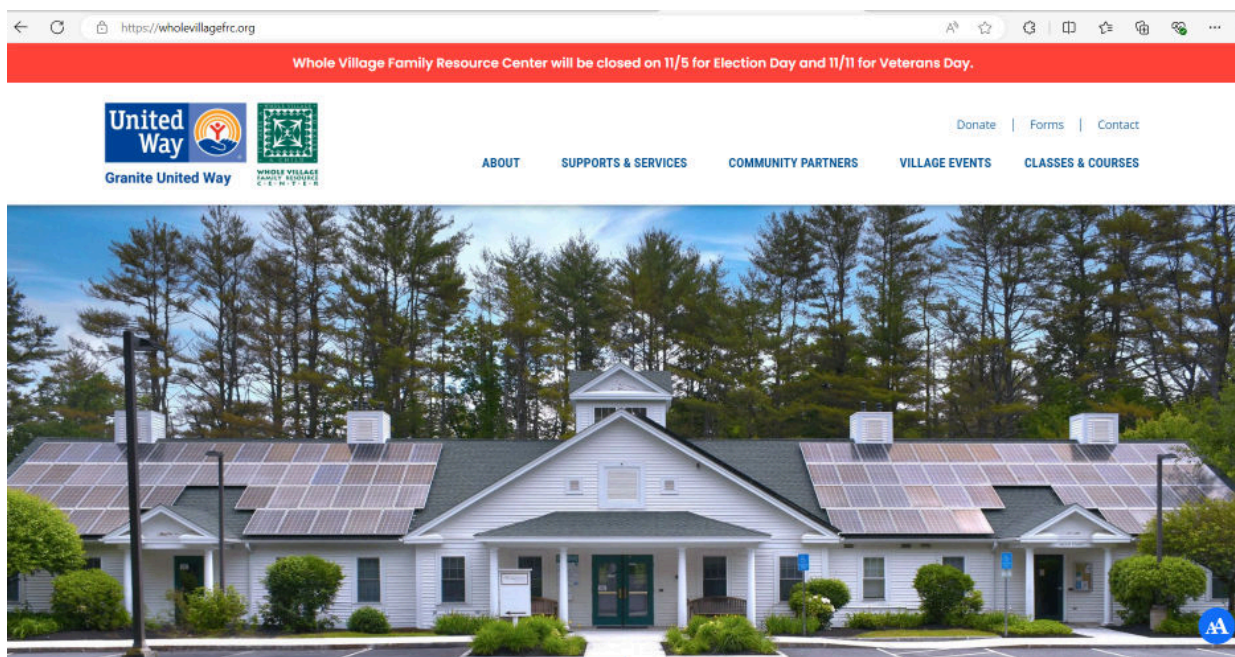 https://wholevillagefrc.org
Whole Village Family Resource Center will be closed on 11/5 for Election Day and 11/11 for Veterans Day.
United
Way
Granite United Way
WHOLE VILLAGE
FAMILY RESOURCE
C·E·N·T·E·R
Donate | Forms | Contact
ABOUT SUPPORTS & SERVICES COMMUNITY PARTNERS VILLAGE EVENTS CLASSES & COURSES
AA